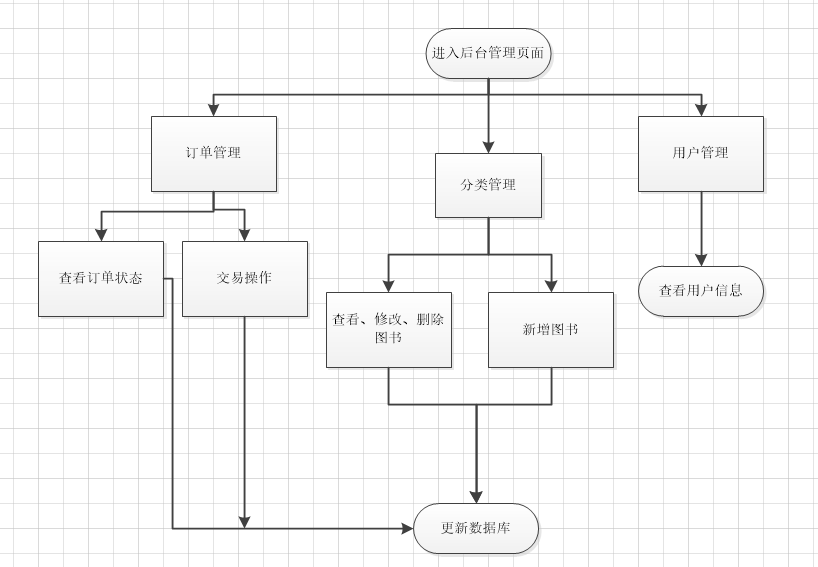 进入后台管理页面
订单管理
分类管理
用户管理
查看订单状态
交易操作
查看、修改、删除
图书
新增图书
查看用户信息
更新数据库